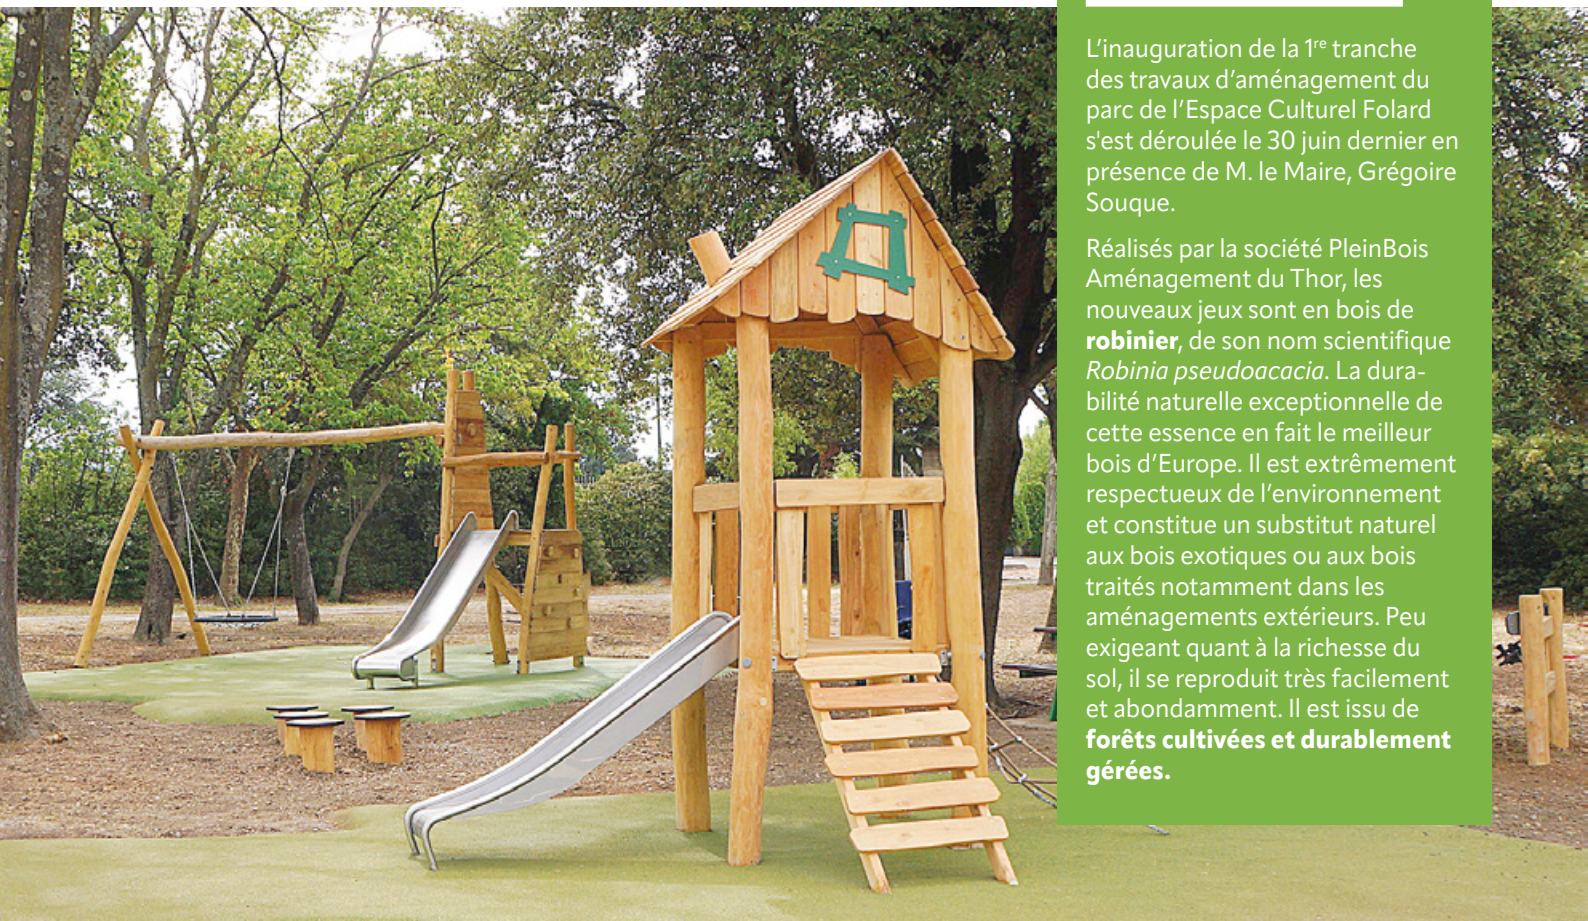 L’inauguration de la 1re tranche
des travaux d’aménagement du
parc de l’Espace Culturel Folard
s'est déroulée le 30 juin dernier en
présence de M. le Maire, Grégoire
Souque.
Réalisés par la société PleinBois
Aménagement du Thor, les
nouveaux jeux sont en bois de
robinier, de son nom scientifique
Robinia pseudoacacia. La dura-
bilité naturelle exceptionnelle de
cette essence en fait le meilleur
bois d’Europe. Il est extrêmement
respectueux de l’environnement
et constitue un substitut naturel
aux bois exotiques ou aux bois
traités notamment dans les
aménagements extérieurs. Peu
exigeant quant à la richesse du
sol, il se reproduit très facilement
et abondamment. Il est issu de
forêts cultivées et durablement
gérées.